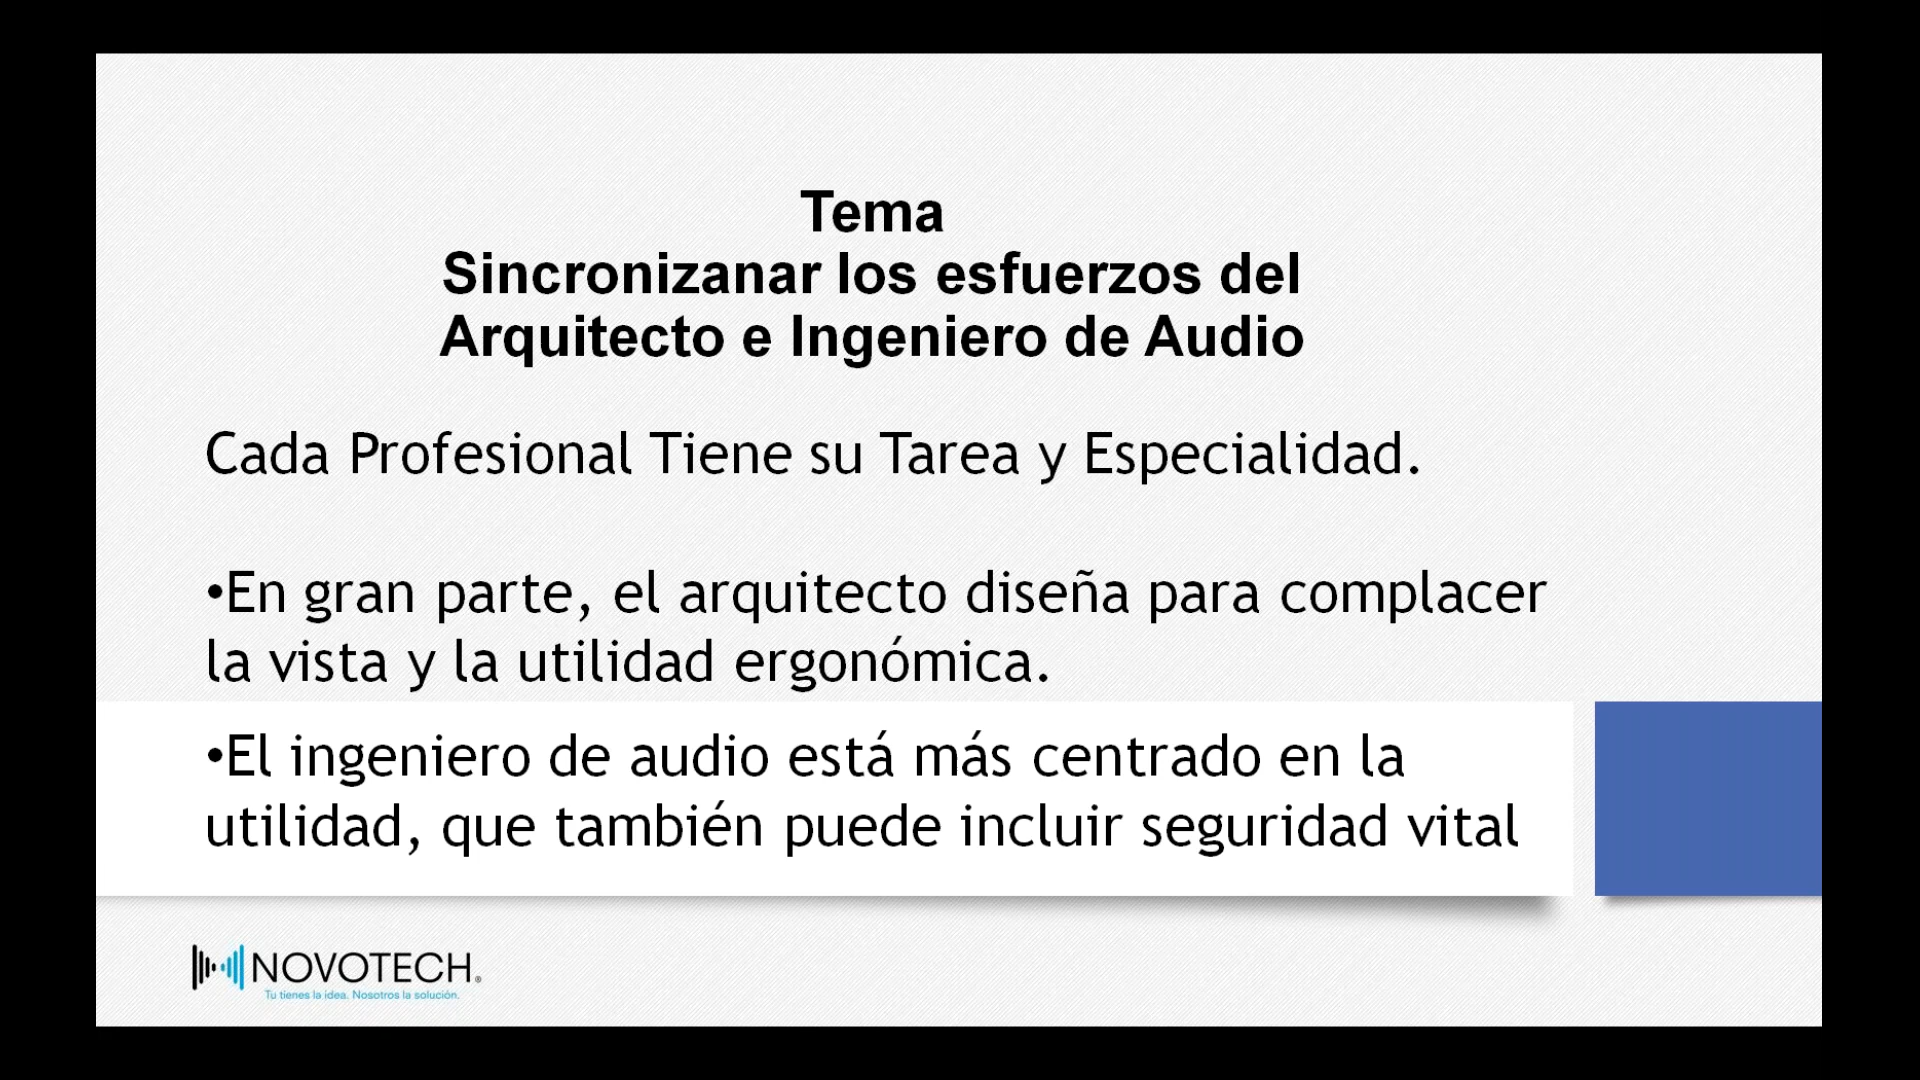 Tema
Sincronizanar los esfuerzos del
Arquitecto e Ingeniero de Audio
Cada Profesional Tiene su Tarea y Especialidad.
•En gran parte, el arquitecto diseña para complacer
la vista y la utilidad ergonómica.
•El ingeniero de audio está más centrado en la
utilidad, que también puede incluir seguridad vital
NOVOTECH®
Tu tienes la idea. Nosotros la solución.